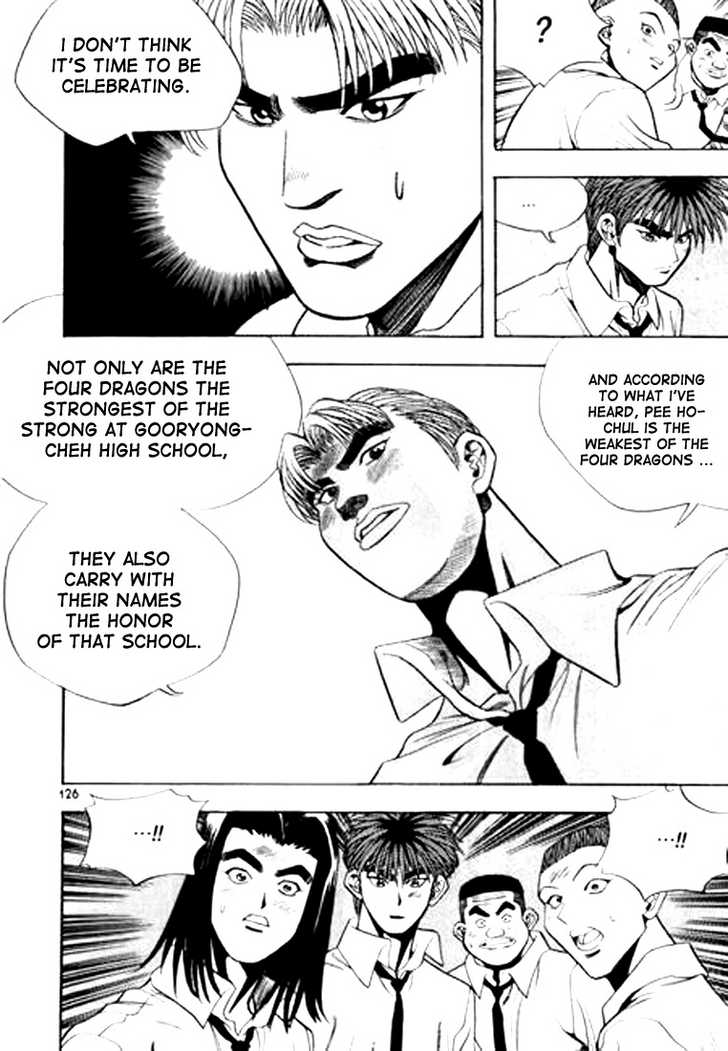 I DON'T THINK
IT'S TIME TO BE
CELEBRATING.
?
...
NOT ONLY ARE THE
FOUR DRAGONS THE
STRONGEST OF THE
STRONG AT GOORYONG-
CHEH HIGH SCHOOL,
THEY ALSO
CARRY WITH
THEIR NAMES
THE HONOR
OF THAT SCHOOL.
AND ACCORDING
TO WHAT I'VE
HEARD, PEE HO-
CHUL IS THE
WEAKEST OF THE
FOUR DRAGONS ...
126
...!!
...!!